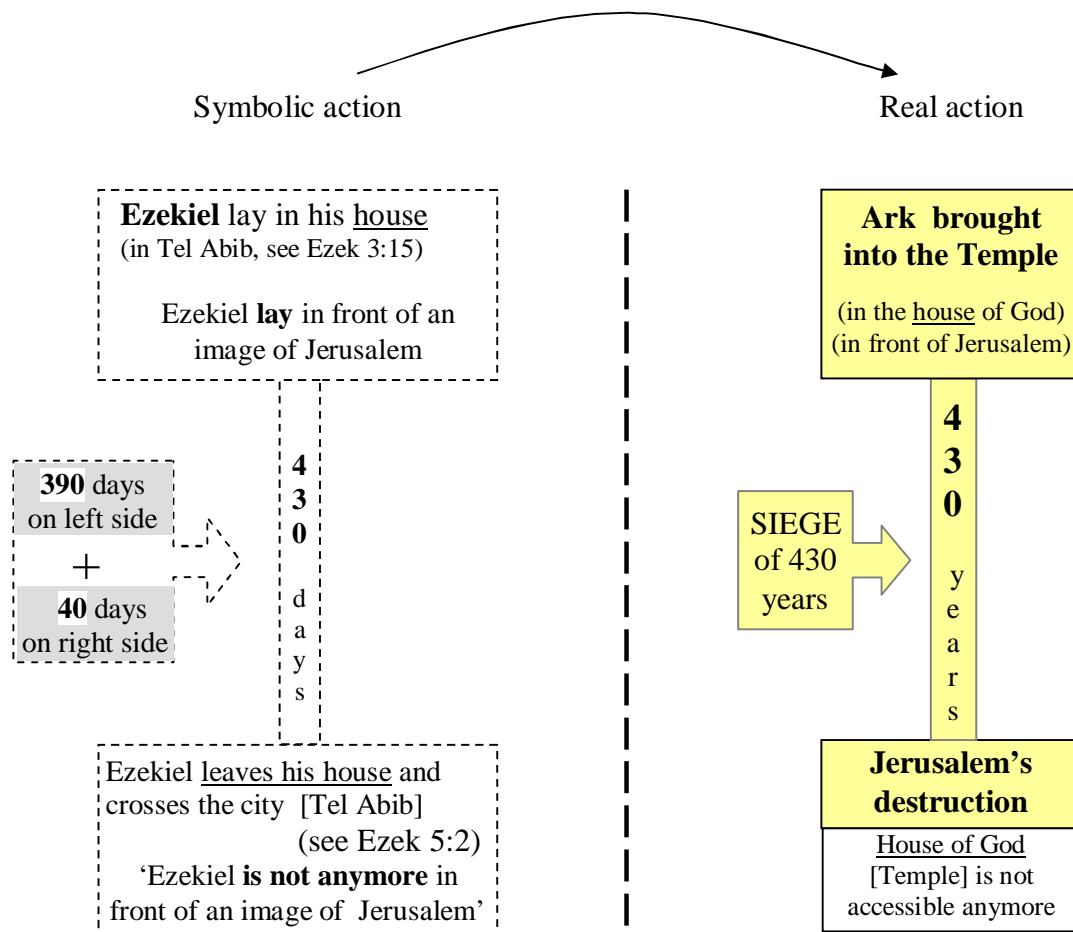 Symbolic action
Real action
Ezekiel lay in his house
(in Tel Abib, see Ezek 3:15)
Ezekiel lay in front of an
image of Jerusalem
390 days
on left side
+
40 days
on right side
4
3
0
d
a
y
s
Ezekiel leaves his house and
crosses the city [Tel Abib]
(see Ezek 5:2)
‘Ezekiel is not anymore in
front of an image of Jerusalem’
Ark brought
into the Temple
(in the house of God)
(in front of Jerusalem)
SIEGE
of 430
years
4
3
0
y
e
a
r
s
Jerusalem’s
destruction
House of God
[Temple] is not
accessible anymore